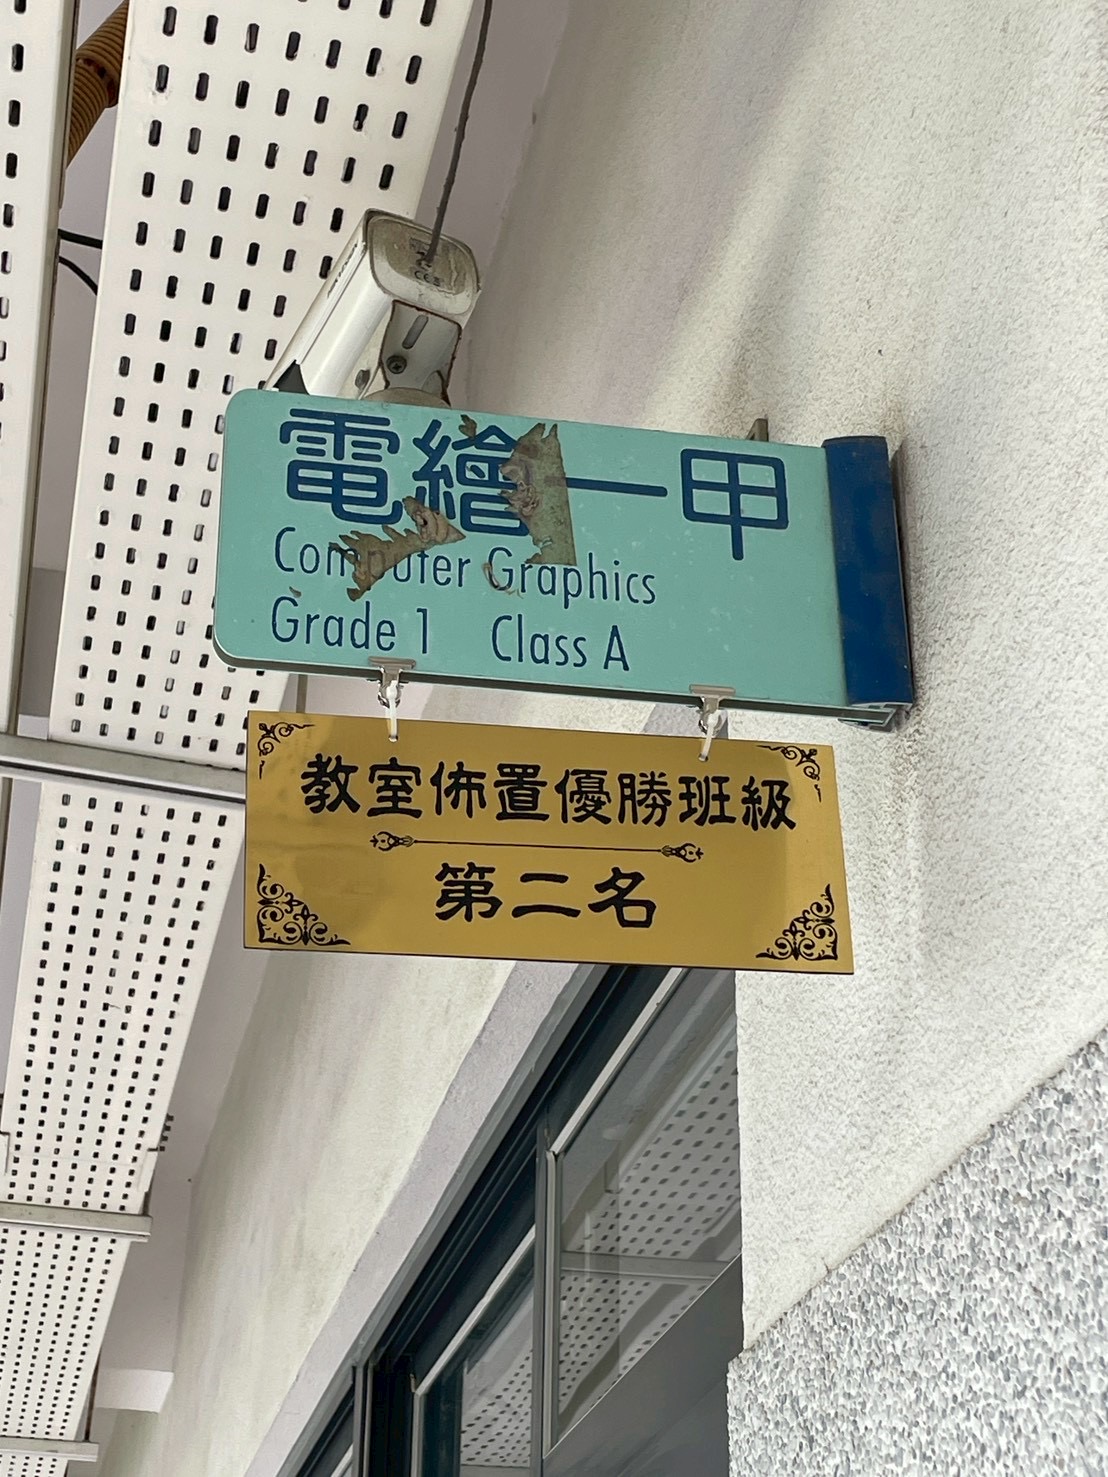 電繪一甲
Computer Graphics
Grade 1 Class A
教室佈置優勝班級
第二名